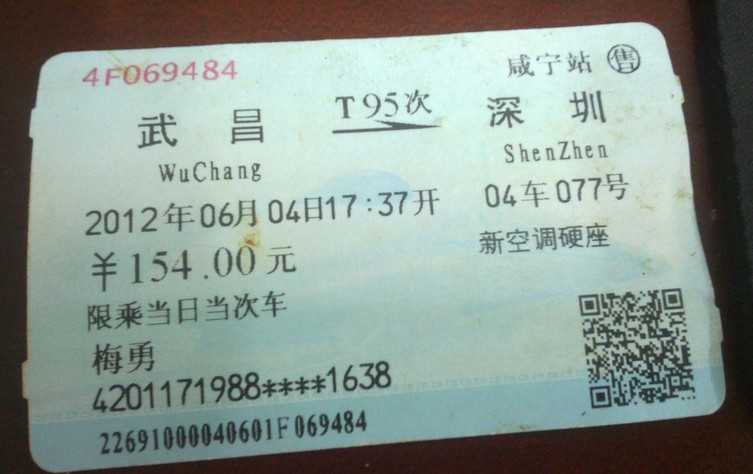 4F069484 咸宁站 售
武昌 T95次 深圳
WuChang ShenZhen
2012年06月04日17:37开 04车077号
￥154.00元 新空调硬座
限乘当日当次车
梅勇
4201171988****1638
22691000040601F069484